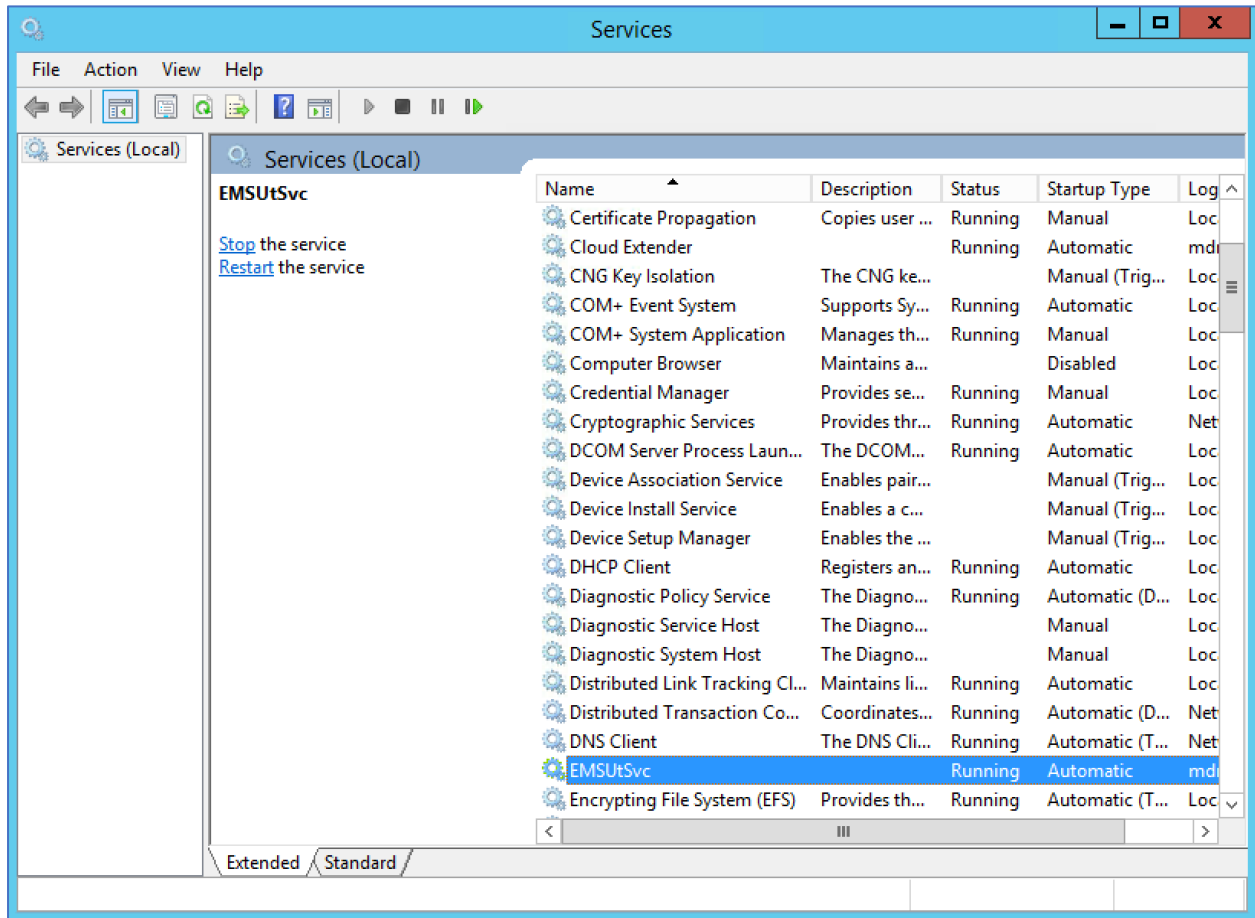 Services
File Action View Help
Services (Local)
Services (Local)
EMSUtSvc
Stop the service
Restart the service
Name Description Status Startup Type Log
Certificate Propagation Copies user ... Running Manual Loc
Cloud Extender Running Automatic mdm
CNG Key Isolation The CNG ke... Manual (Trig... Loc
COM+ Event System Supports Sy... Running Automatic Loc
COM+ System Application Manages th... Running Manual Loc
Computer Browser Maintains a... Disabled Loc
Credential Manager Provides se... Running Manual Loc
Cryptographic Services Provides thr... Running Automatic Net
DCOM Server Process Laun... The DCOM... Running Automatic Loc
Device Association Service Enables pair... Manual (Trig... Loc
Device Install Service Enables a c... Manual (Trig... Loc
Device Setup Manager Enables the ... Manual (Trig... Loc
DHCP Client Registers an... Running Automatic Loc
Diagnostic Policy Service The Diagno... Running Automatic (D... Loc
Diagnostic Service Host The Diagno... Manual Loc
Diagnostic System Host The Diagno... Manual Loc
Distributed Link Tracking Cl... Maintains li... Running Automatic Loc
Distributed Transaction Co... Coordinates... Running Automatic (D... Net
DNS Client The DNS Cli... Running Automatic (T... Net
EMSUtSvc Running Automatic mdm
Encrypting File System (EFS) Provides th... Running Automatic (T... Loc
Extended Standard